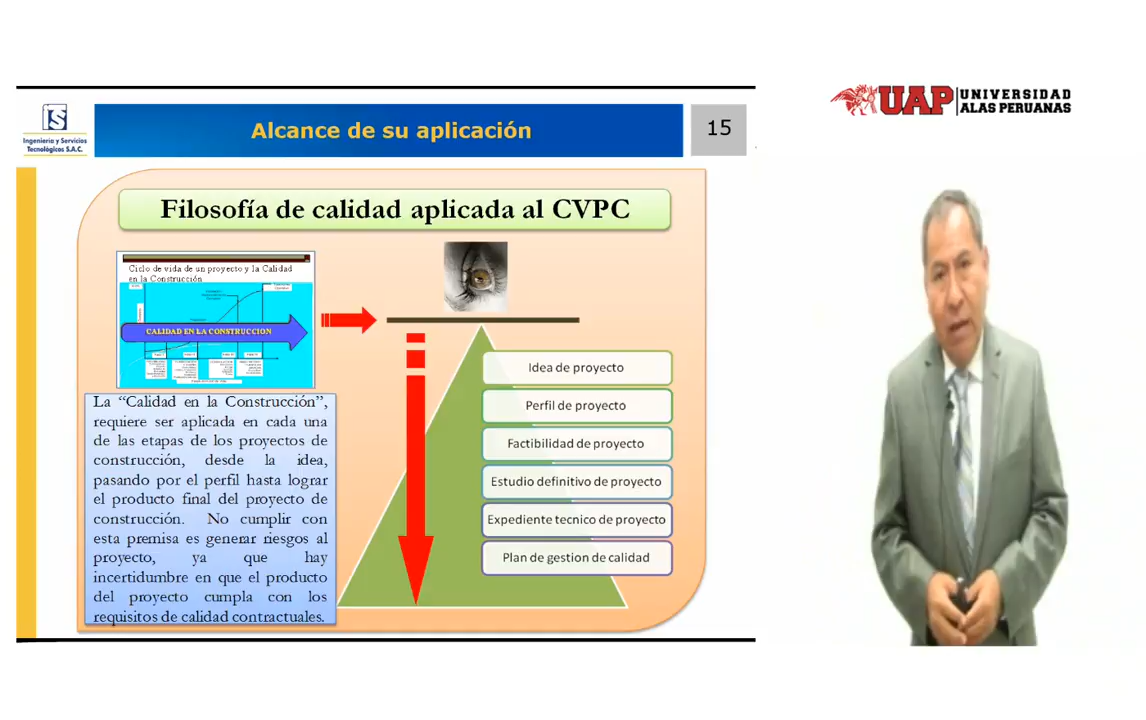 IS
Ingeniería y Servicios
Tecnológicos S.A.C.
Alcance de su aplicación
15
UAP UNIVERSIDAD
ALAS PERUANAS
Filosofía de calidad aplicada al CVPC
Ciclo de vida de un proyecto y la Calidad
en la Construcción
CALIDAD EN LA CONSTRUCCION
La “Calidad en la Construcción”,
requiere ser aplicada en cada una
de las etapas de los proyectos de
construcción, desde la idea,
pasando por el perfil hasta lograr
el producto final del proyecto de
construcción. No cumplir con
esta premisa es generar riesgos al
proyecto, ya que hay
incertidumbre en que el producto
del proyecto cumpla con los
requisitos de calidad contractuales.
Idea de proyecto
Perfil de proyecto
Factibilidad de proyecto
Estudio definitivo de proyecto
Expediente tecnico de proyecto
Plan de gestion de calidad